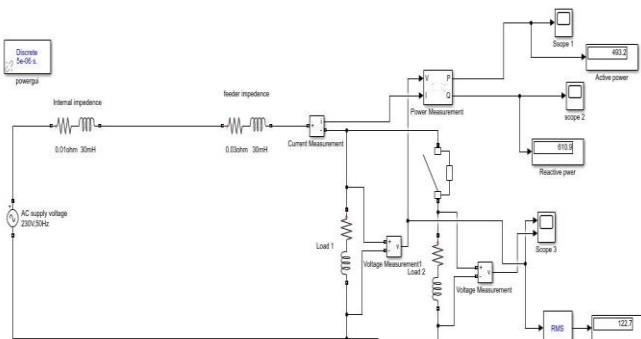 Discrete
5e-06 s.
powergui
Internal impedence
0.01ohm 30mH
feeder impedence
0.03ohm 30mH
+
i
-
Current Measurement
V
P
I
Q
Power Measurement
Sscope 1
493.2
Active power
scope 2
610.9
Reactive pwer
AC supply voltage
230V,50Hz
Load 1
+
-
v
Voltage Measurement1
Load 2
+
-
v
Voltage Measurement
Scope 3
RMS
122.7